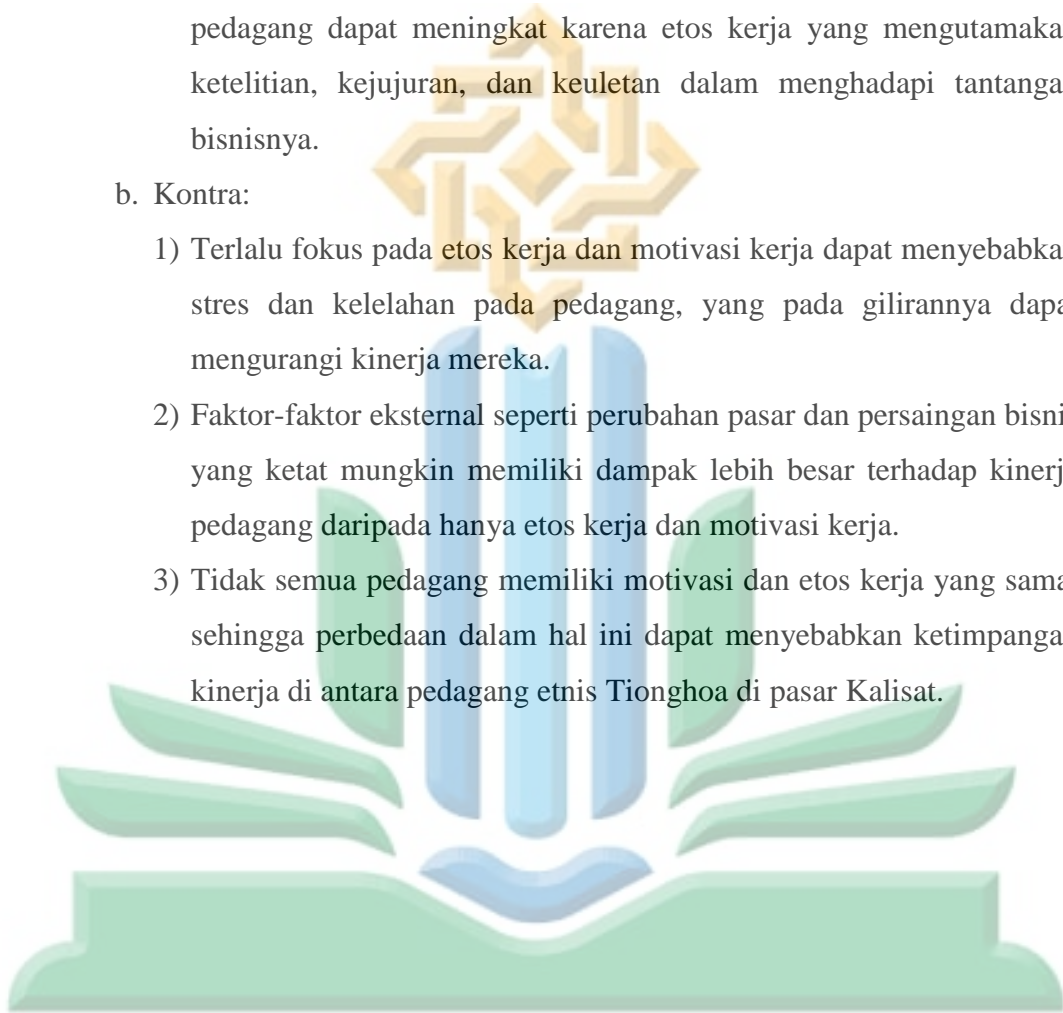 pedagang dapat meningkat karena etos kerja yang mengutamaka
ketelitian, kejujuran, dan keuletan dalam menghadapi tantanga
bisnisnya.
b. Kontra:
1) Terlalu fokus pada etos kerja dan motivasi kerja dapat menyebabka
stres dan kelelahan pada pedagang, yang pada gilirannya dapa
mengurangi kinerja mereka.
2) Faktor-faktor eksternal seperti perubahan pasar dan persaingan bisni
yang ketat mungkin memiliki dampak lebih besar terhadap kinerj
pedagang daripada hanya etos kerja dan motivasi kerja.
3) Tidak semua pedagang memiliki motivasi dan etos kerja yang sama
sehingga perbedaan dalam hal ini dapat menyebabkan ketimpanga
kinerja di antara pedagang etnis Tionghoa di pasar Kalisat.